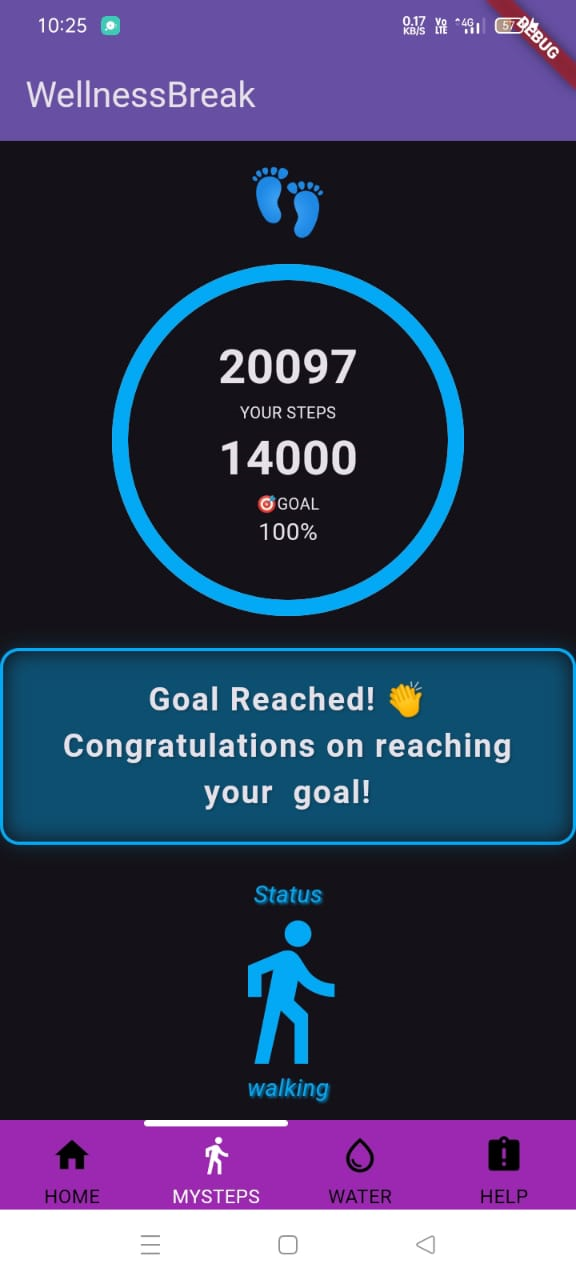 10:25
0.17
KB/S
Vo
LTE
4G
57
DEBUG
WellnessBreak
20097
YOUR STEPS
14000
🎯GOAL
100%
Goal Reached! 👏
Congratulations on reaching
your  goal!
Status
walking
HOME
MYSTEPS
WATER
HELP